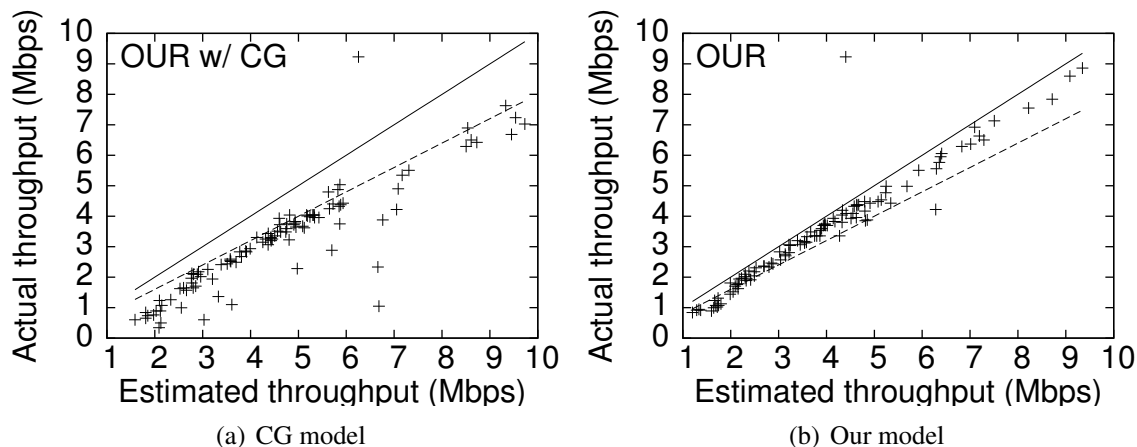 Actual throughput (Mbps)
10
9
8
7
6
5
4
3
2
1
0
OUR w/ CG
1 2 3 4 5 6 7 8 9 10
Estimated throughput (Mbps)
(a) CG model
Actual throughput (Mbps)
10
9
8
7
6
5
4
3
2
1
0
OUR
1 2 3 4 5 6 7 8 9 10
Estimated throughput (Mbps)
(b) Our model